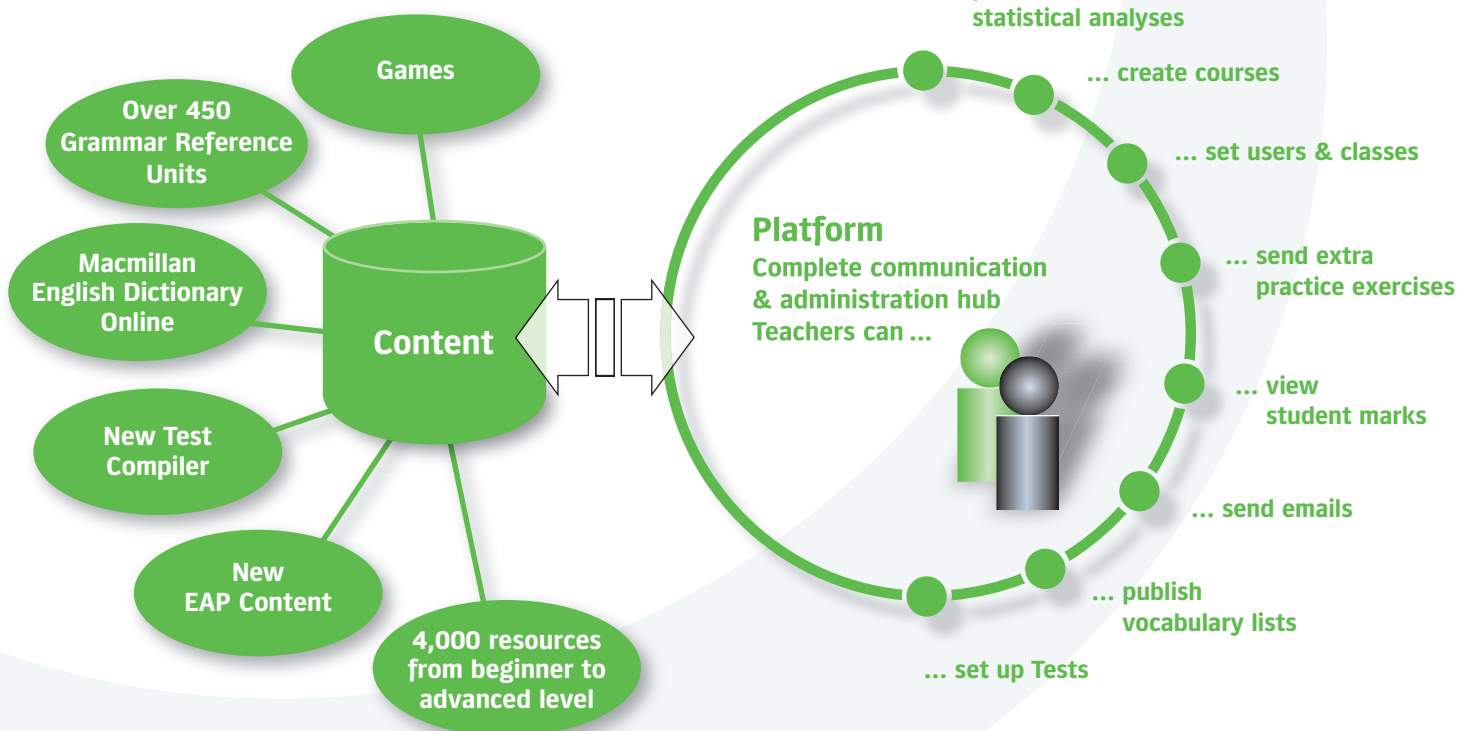 Games
Over 450
Grammar Reference
Units
Macmillan
English Dictionary
Online
New Test
Compiler
New
EAP Content
4,000 resources
from beginner to
advanced level
Content
Platform
Complete communication
& administration hub
Teachers can ...
statistical analyses
... create courses
... set users & classes
... send extra
practice exercises
... view
student marks
... send emails
... publish
vocabulary lists
... set up Tests